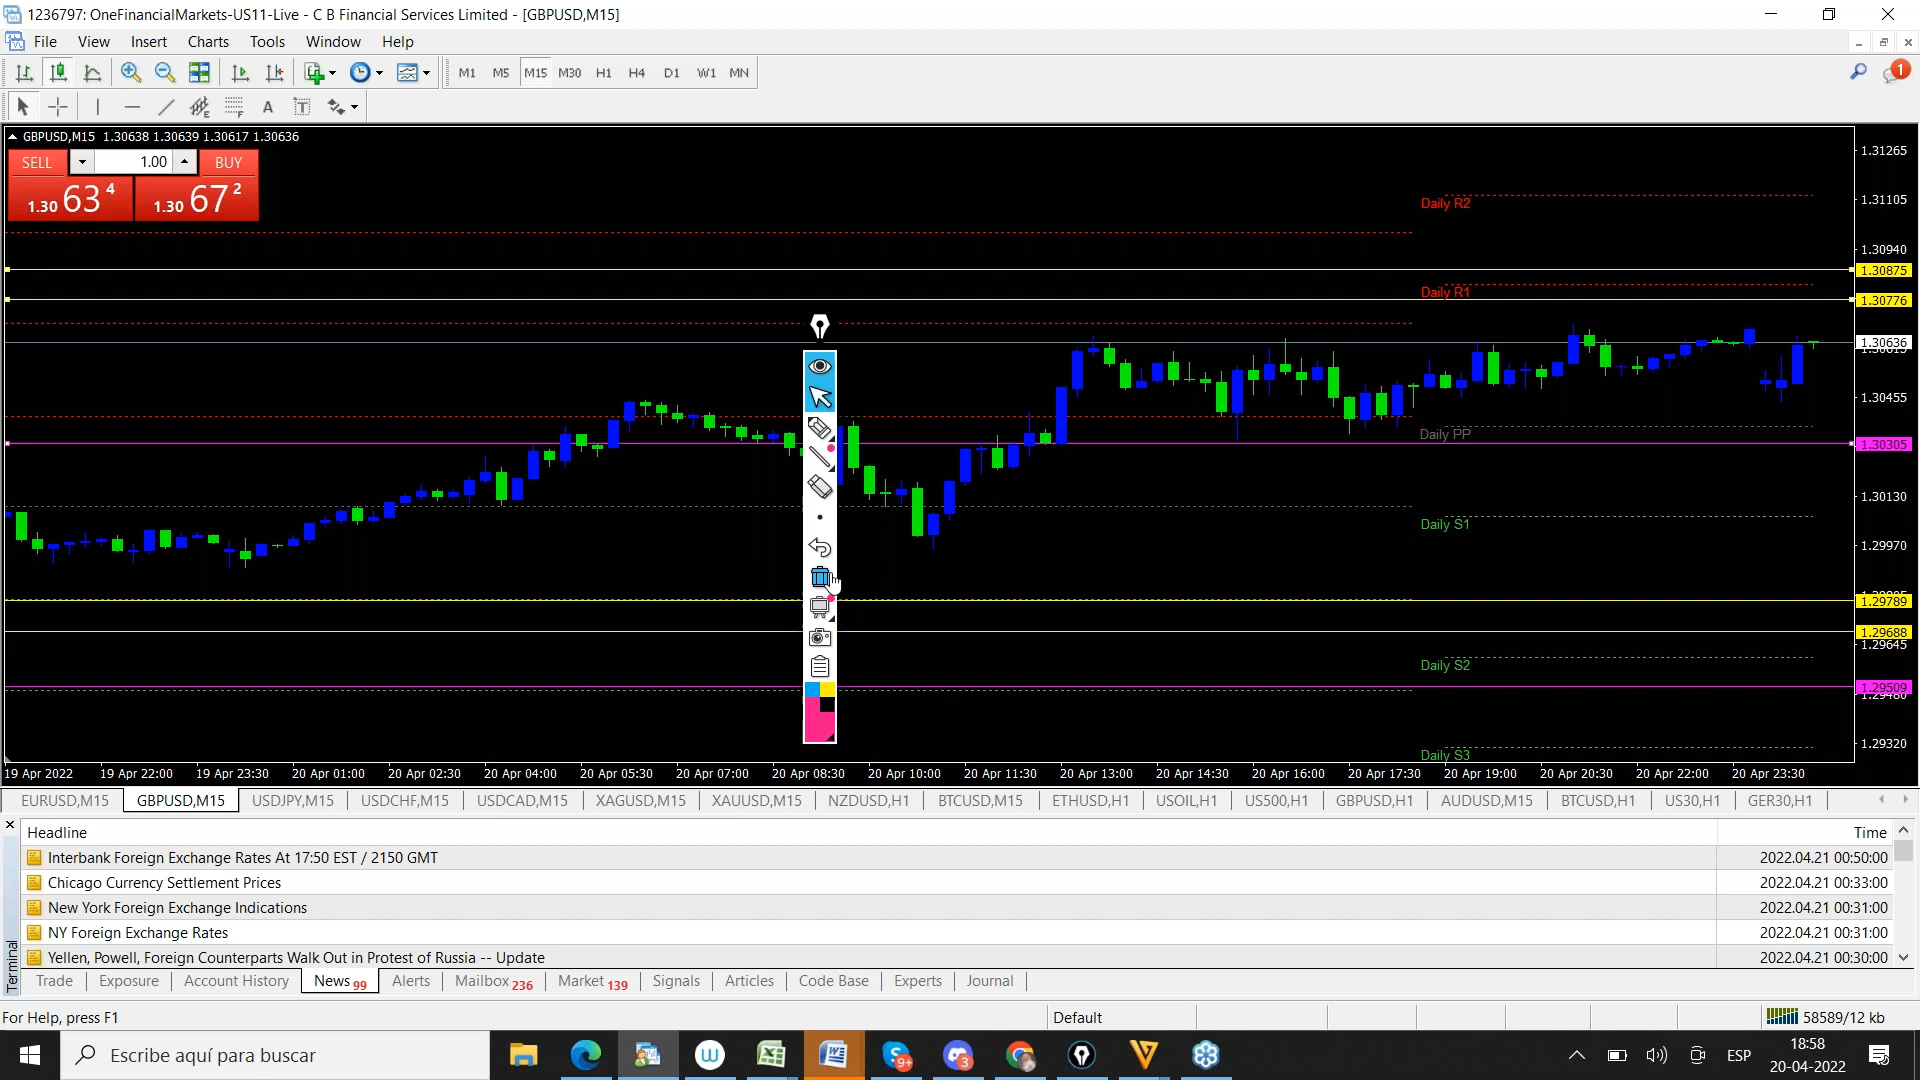 1236797: OneFinancialMarkets-US11-Live - C B Financial Services Limited - [GBPUSD,M15]
File View Insert Charts Tools Window Help
M1 M5 M15 M30 H1 H4 D1 W1 MN
1
A T
GBPUSD,M15 1.30638 1.30639 1.30617 1.30636
SELL 1.00 BUY
1.30 63 4 1.30 67 2
Daily R2
Daily R1
Daily PP
Daily S1
Daily S2
Daily S3
1.31265
1.31105
1.30940
1.30875
1.30776
1.30636
1.30455
1.30305
1.30130
1.29970
1.29789
1.29688
1.29645
1.29509
1.29480
1.29320
19 Apr 2022 19 Apr 22:00 19 Apr 23:30 20 Apr 01:00 20 Apr 02:30 20 Apr 04:00 20 Apr 05:30 20 Apr 07:00 20 Apr 08:30 20 Apr 10:00 20 Apr 11:30 20 Apr 13:00 20 Apr 14:30 20 Apr 16:00 20 Apr 17:30 20 Apr 19:00 20 Apr 20:30 20 Apr 22:00 20 Apr 23:30
EURUSD,M15 GBPUSD,M15 USDJPY,M15 USDCHF,M15 USDCAD,M15 XAGUSD,M15 XAUUSD,M15 NZDUSD,H1 BTCUSD,M15 ETHUSD,H1 USOIL,H1 US500,H1 GBPUSD,H1 AUDUSD,M15 BTCUSD,H1 US30,H1 GER30,H1
Headline Time
Interbank Foreign Exchange Rates At 17:50 EST / 2150 GMT 2022.04.21 00:50:00
Chicago Currency Settlement Prices 2022.04.21 00:33:00
New York Foreign Exchange Indications 2022.04.21 00:31:00
NY Foreign Exchange Rates 2022.04.21 00:31:00
Yellen, Powell, Foreign Counterparts Walk Out in Protest of Russia -- Update 2022.04.21 00:30:00
Terminal
Trade Exposure Account History News 99 Alerts Mailbox 236 Market 139 Signals Articles Code Base Experts Journal
For Help, press F1 Default 58589/12 kb
Escribe aquí para buscar
9+ 3
ESP
18:58
20-04-2022